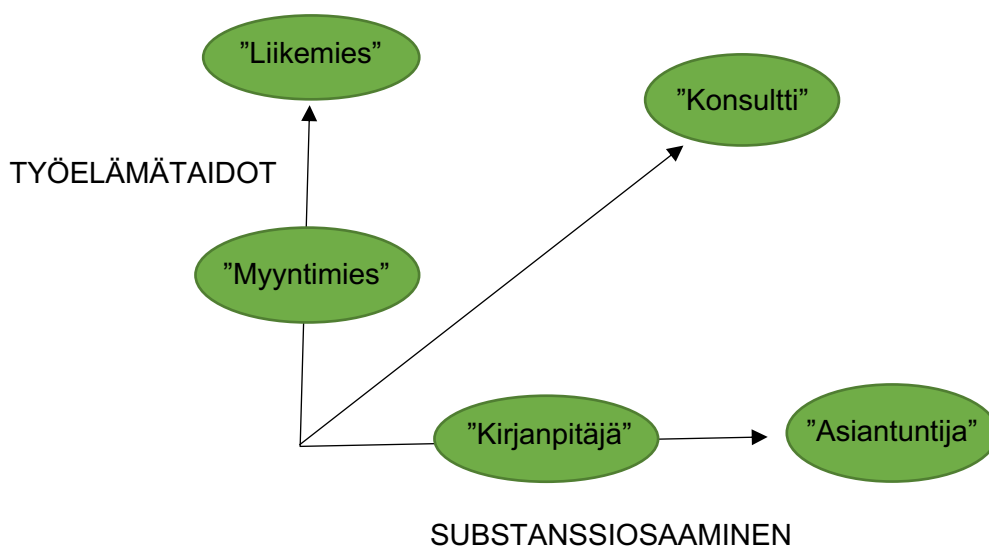 ”Liikemies”
”Konsultti”
TYÖELÄMÄTAIDOT
”Myyntimies”
”Kirjanpitäjä”
”Asiantuntija”
SUBSTANSSIOSAAMINEN